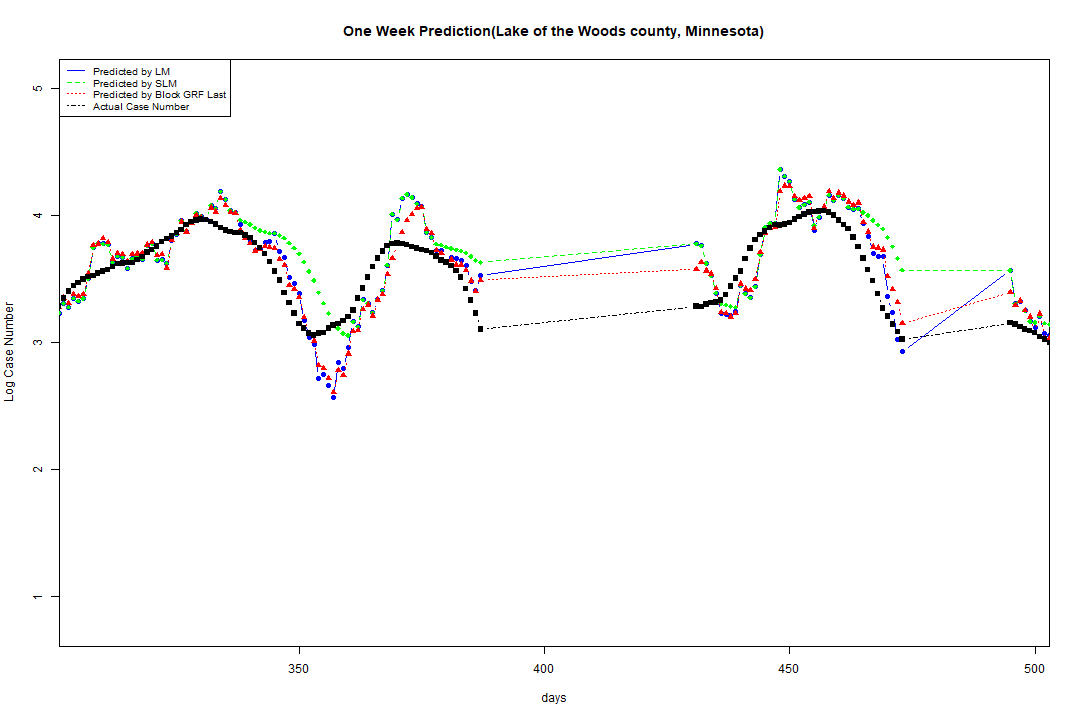 One Week Prediction(Lake of the Woods county, Minnesota)
Predicted by LM
Predicted by SLM
Predicted by Block GRF Last
Actual Case Number
5
4
3
2
1
Log Case Number
350
400
450
500
days